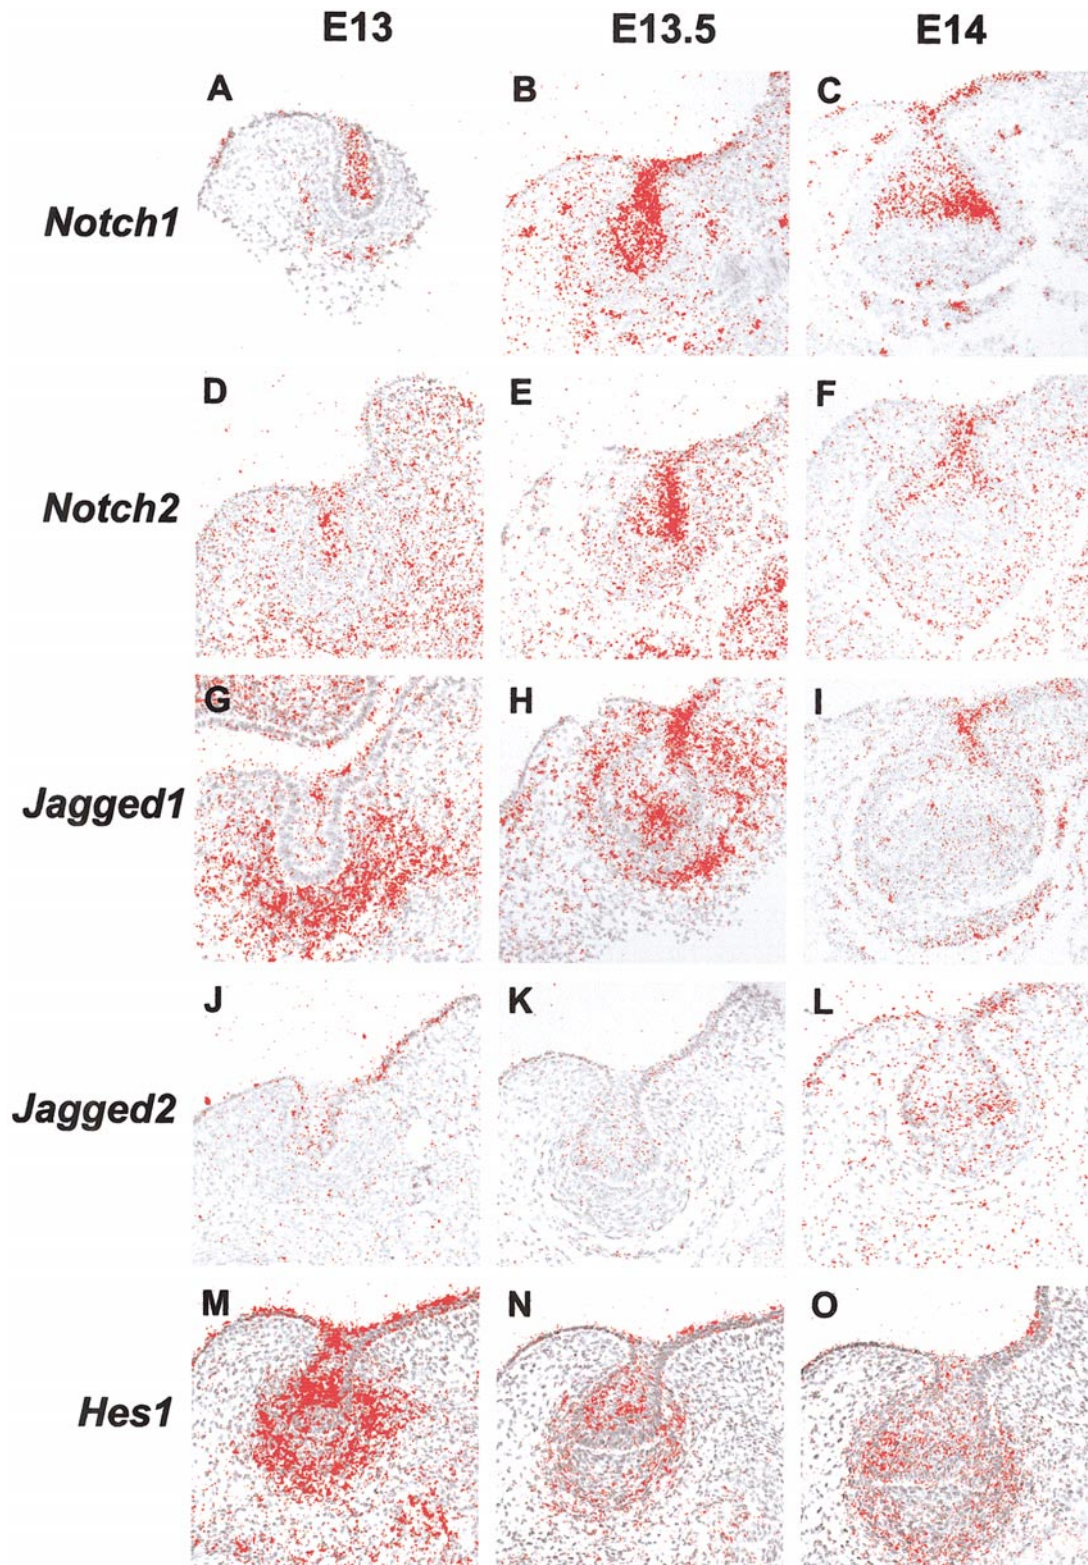 E13 E13.5 E14
A B C
Notch1
D E F
Notch2
G H I
Jagged1
J K L
Jagged2
M N O
Hes1